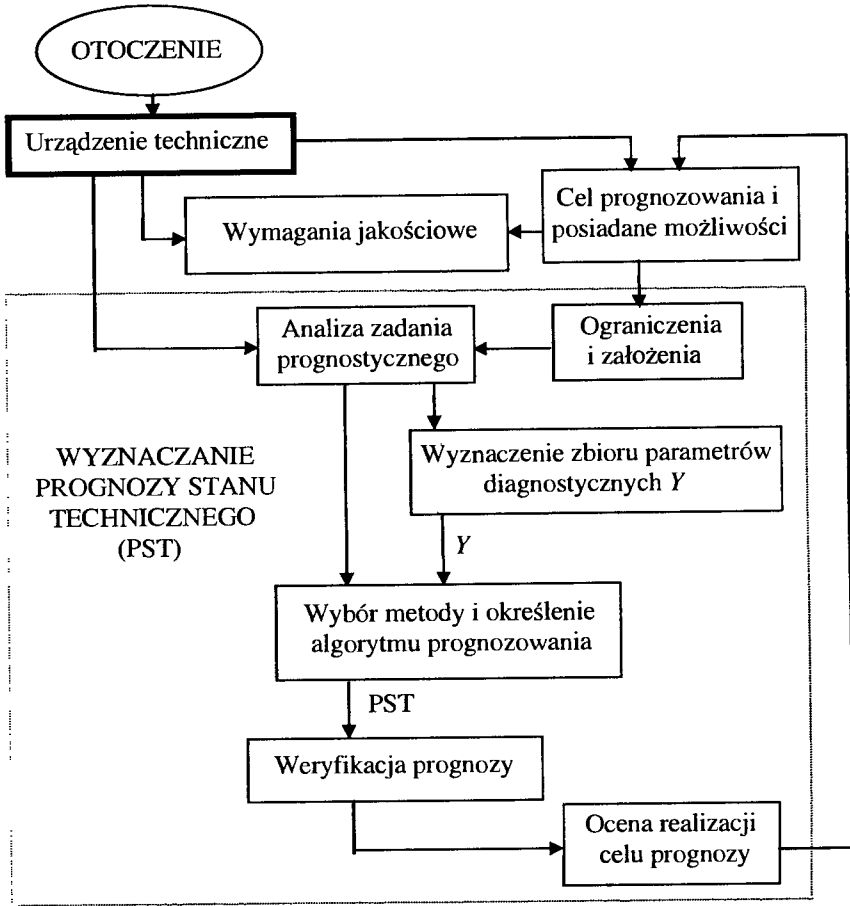 OTOCZENIE
Urządzenie techniczne
Cel prognozowania i
posiadane możliwości
Wymagania jakościowe
Analiza zadania
prognostycznego
Ograniczenia
i założenia
WYZNACZANIE
PROGNOZY STANU
TECHNICZNEGO
(PST)
Wyznaczenie zbioru parametrów
diagnostycznych Y
Y
Wybór metody i określenie
algorytmu prognozowania
PST
Weryfikacja prognozy
Ocena realizacji
celu prognozy